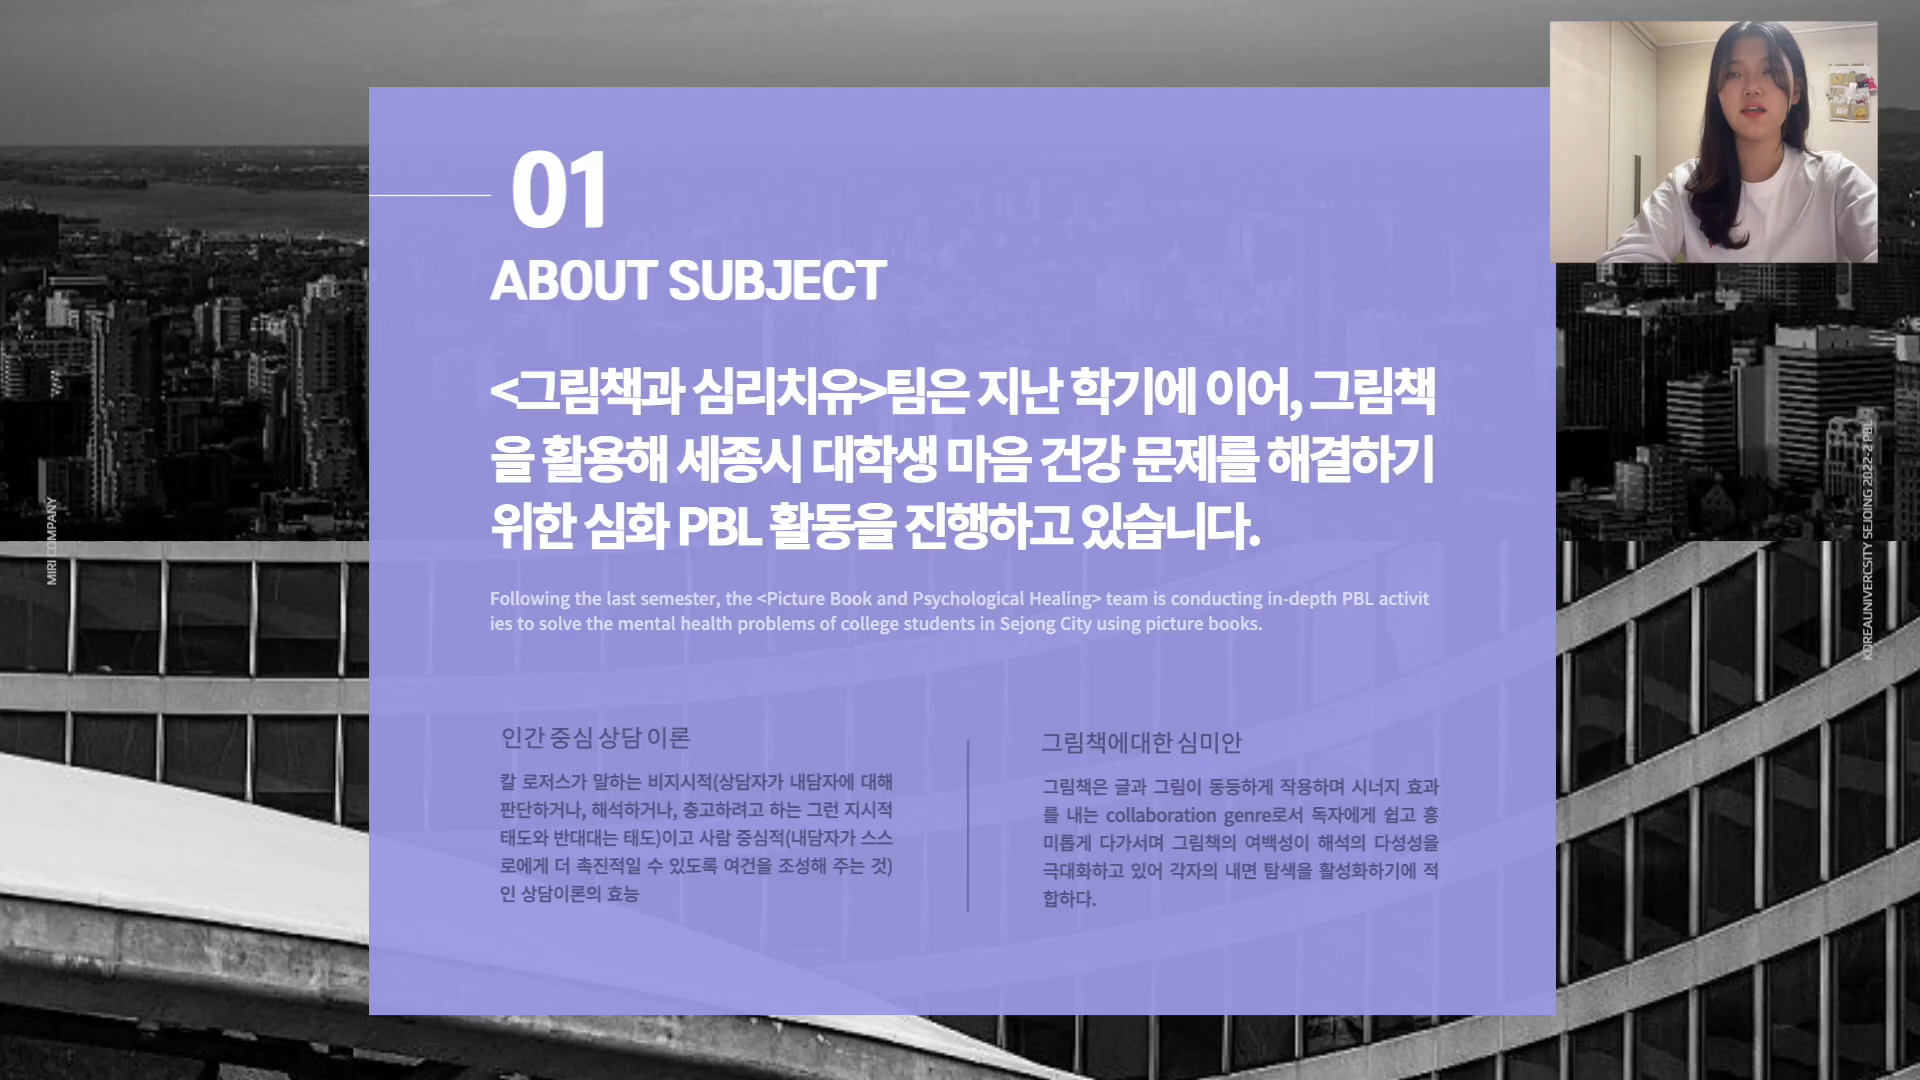 01
ABOUT SUBJECT
<그림책과 심리치유>팀은 지난 학기에 이어, 그림책
을 활용해 세종시 대학생 마음 건강 문제를 해결하기
위한 심화 PBL 활동을 진행하고 있습니다.
Following the last semester, the <Picture Book and Psychological Healing> team is conducting in-depth PBL activit
ies to solve the mental health problems of college students in Sejong City using picture books.
인간 중심 상담 이론
칼 로저스가 말하는 비지시적(상담자가 내담자에 대해
판단하거나, 해석하거나, 충고하려고 하는 그런 지시적
태도와 반대대는 태도)이고 사람 중심적(내담자가 스스
로에게 더 촉진적일 수 있도록 여건을 조성해 주는 것)
인 상담이론의 효능
그림책에대한 심미안
그림책은 글과 그림이 동등하게 작용하며 시너지 효과
를 내는 collaboration genre로서 독자에게 쉽고 흥
미롭게 다가서며 그림책의 여백성이 해석의 다성성을
극대화하고 있어 각자의 내면 탐색을 활성화하기에 적
합하다.
MIRI COMPANY
KOREAUNIVERCSITY SEJOING 2022-2 PBL